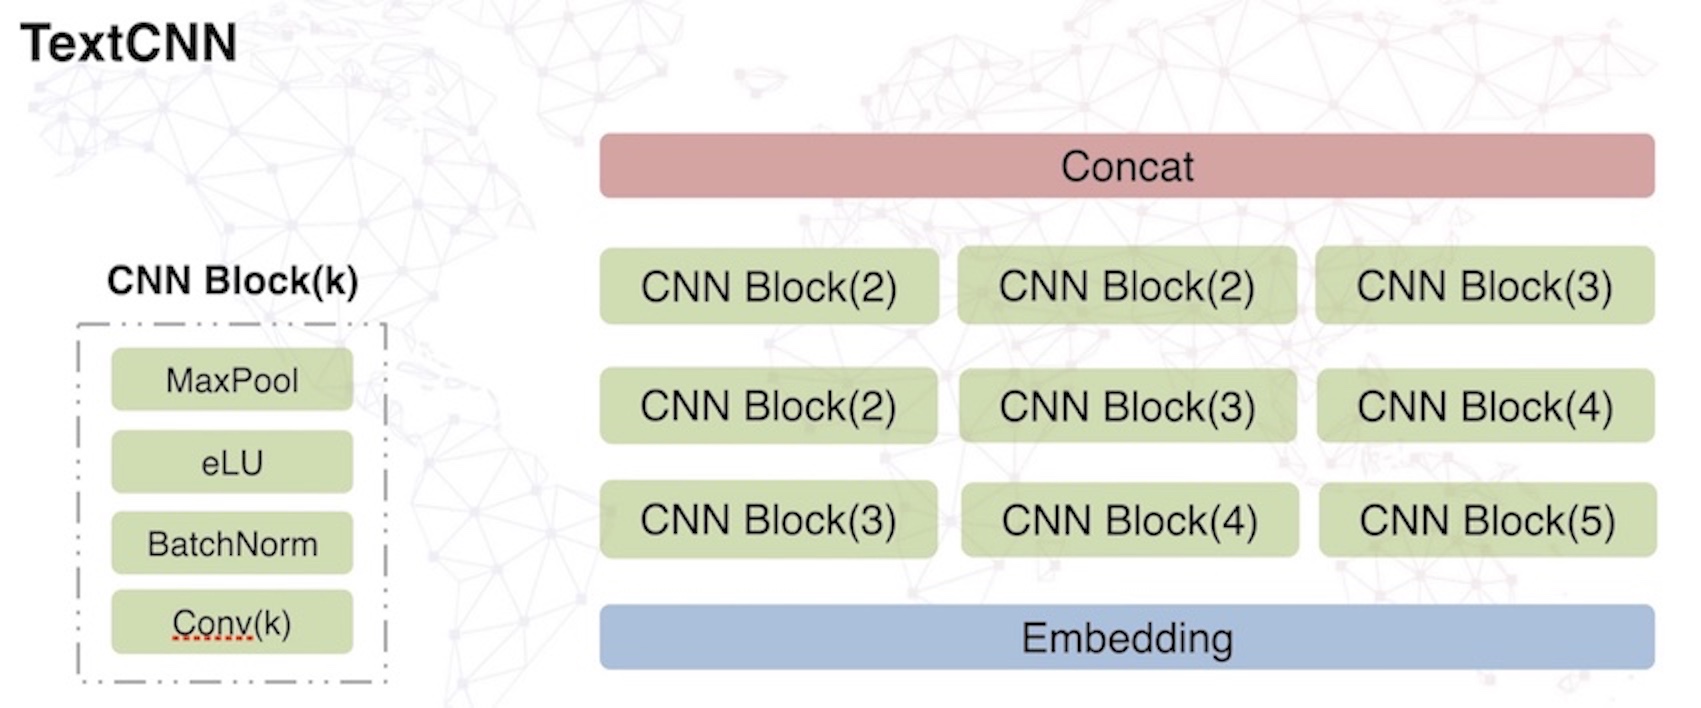 TextCNN
CNN Block(k)
MaxPool
eLU
BatchNorm
Conv(k)
Concat
CNN Block(2)
CNN Block(2)
CNN Block(3)
CNN Block(2)
CNN Block(3)
CNN Block(4)
CNN Block(3)
CNN Block(4)
CNN Block(5)
Embedding